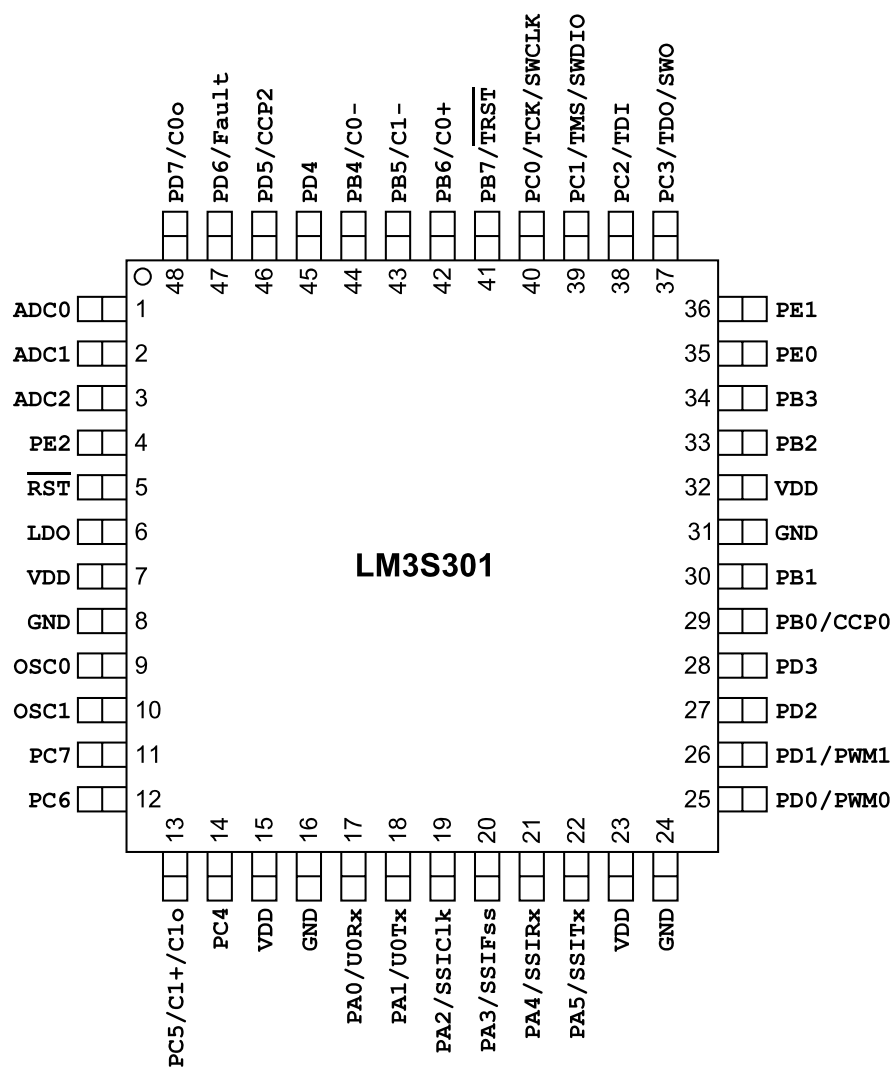 PD7/C0o
PD6/Fault
PD5/CCP2
PD4
PB4/C0-
PB5/C1-
PB6/C0+
PB7/TRST
PC0/TCK/SWCLK
PC1/TMS/SWDIO
PC2/TDI
PC3/TDO/SWO
48 47 46 45 44 43 42 41 40 39 38 37
ADC0 1
ADC1 2
ADC2 3
PE2 4
RST 5
LDO 6
VDD 7
GND 8
OSC0 9
OSC1 10
PC7 11
PC6 12
LM3S301
36 PE1
35 PE0
34 PB3
33 PB2
32 VDD
31 GND
30 PB1
29 PB0/CCP0
28 PD3
27 PD2
26 PD1/PWM1
25 PD0/PWM0
13 14 15 16 17 18 19 20 21 22 23 24
PC5/C1+/C1o
PC4
VDD
GND
PA0/U0Rx
PA1/U0Tx
PA2/SSIClk
PA3/SSIFss
PA4/SSIRx
PA5/SSITx
VDD
GND